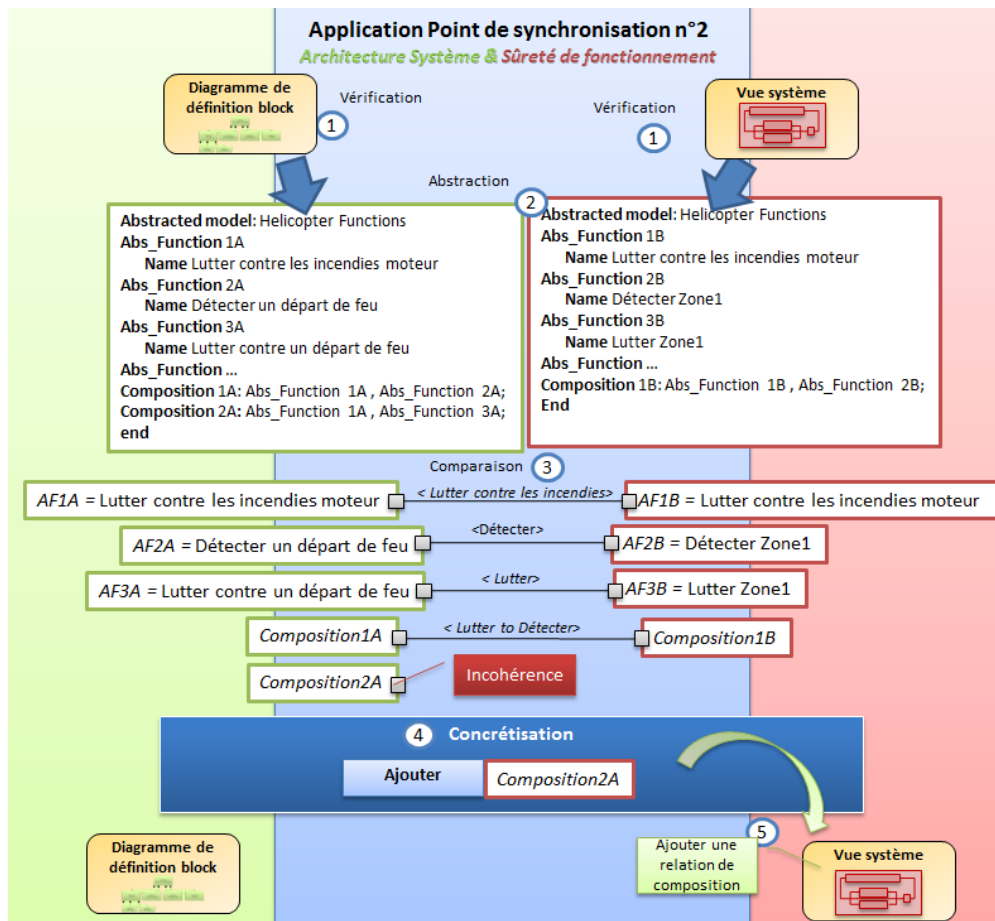 Application Point de synchronisation n°2
Architecture Système & Sûreté de fonctionnement
Diagramme de
définition block
Vérification
1
Vérification
1
Vue système
Abstraction
2
Abstracted model: Helicopter Functions
Abs_Function 1A
Name Lutter contre les incendies moteur
Abs_Function 2A
Name Détecter un départ de feu
Abs_Function 3A
Name Lutter contre un départ de feu
Abs_Function ...
Composition 1A: Abs_Function 1A , Abs_Function 2A;
Composition 2A: Abs_Function 1A , Abs_Function 3A;
end
Abstracted model: Helicopter Functions
Abs_Function 1B
Name Lutter contre les incendies moteur
Abs_Function 2B
Name Détecter Zone1
Abs_Function 3B
Name Lutter Zone1
Abs_Function ...
Composition 1B: Abs_Function 1B , Abs_Function 2B;
End
Comparaison 3
AF1A = Lutter contre les incendies moteur
< Lutter contre les incendies>
AF1B = Lutter contre les incendies moteur
AF2A = Détecter un départ de feu
<Détecter>
AF2B = Détecter Zone1
AF3A = Lutter contre un départ de feu
< Lutter>
AF3B = Lutter Zone1
Composition1A
< Lutter to Détecter>
Composition1B
Composition2A
Incohérence
4 Concrétisation
Ajouter
Composition2A
5
Ajouter une
relation de
composition
Diagramme de
définition block
Vue système